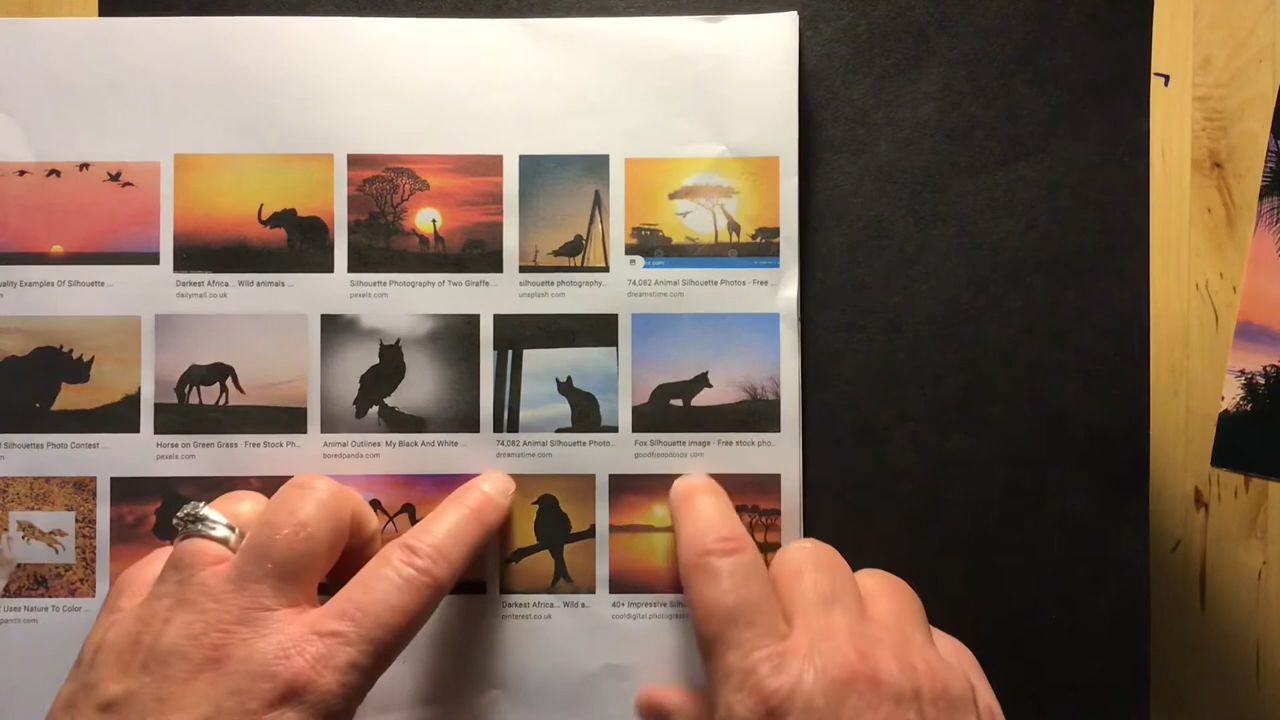 uality Examples Of Silhouette ...
Darkest Africa... Wild animals ...
dailymail.co.uk
Silhouette Photography of Two Giraffe ...
pexels.com
silhouette photography...
unsplash.com
74,082 Animal Silhouette Photos - Free ...
dreamstime.com
l Silhouettes Photo Contest ...
m
Horse on Green Grass · Free Stock Ph...
pexels.com
Animal Outlines: My Black And White ...
boredpanda.com
74,082 Animal Silhouette Photo...
dreamstime.com
Fox Silhouette Image - Free stock pho...
Uses Nature To Color ...
panda.com
Darkest Africa... Wild a...
pinterest.co.uk
40+ Impressive Silh
cooldigital.photograp